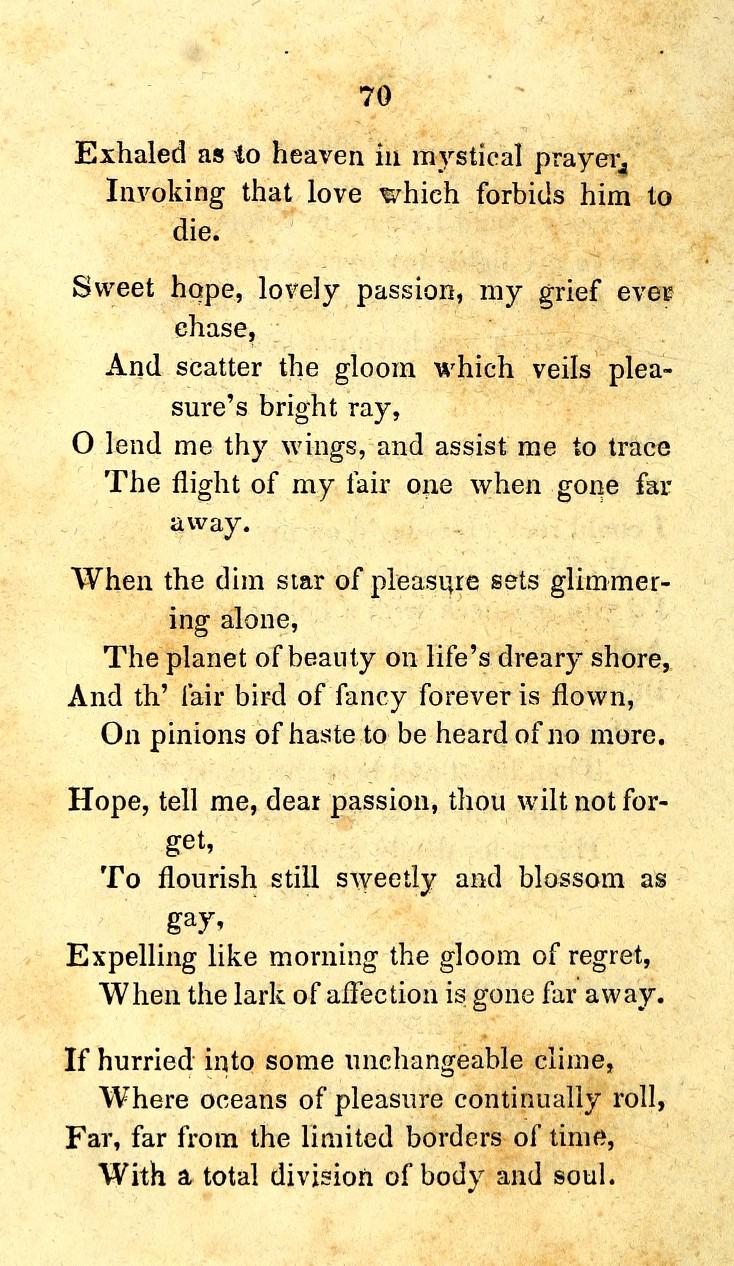 70
Exhaled as to heaven in mystical prayer,
Invoking that love which forbids him to
die.
Sweet hope, lovely passion, my grief ever
chase,
And scatter the gloom which veils plea-
sure's bright ray,
O lend me thy wings, and assist me to trace
The flight of my fair one when gone far
away.
When the dim star of pleasure sets glimmer-
ing alone,
The planet of beauty on life's dreary shore,
And th' fair bird of fancy forever is flown,
On pinions of haste to be heard of no more.
Hope, tell me, dear passion, thou wilt not for-
get,
To flourish still sweetly and blossom as
gay,
Expelling like morning the gloom of regret,
When the lark of affection is gone far away.
If hurried into some unchangeable clime,
Where oceans of pleasure continually roll,
Far, far from the limited borders of time,
With a total division of body and soul.